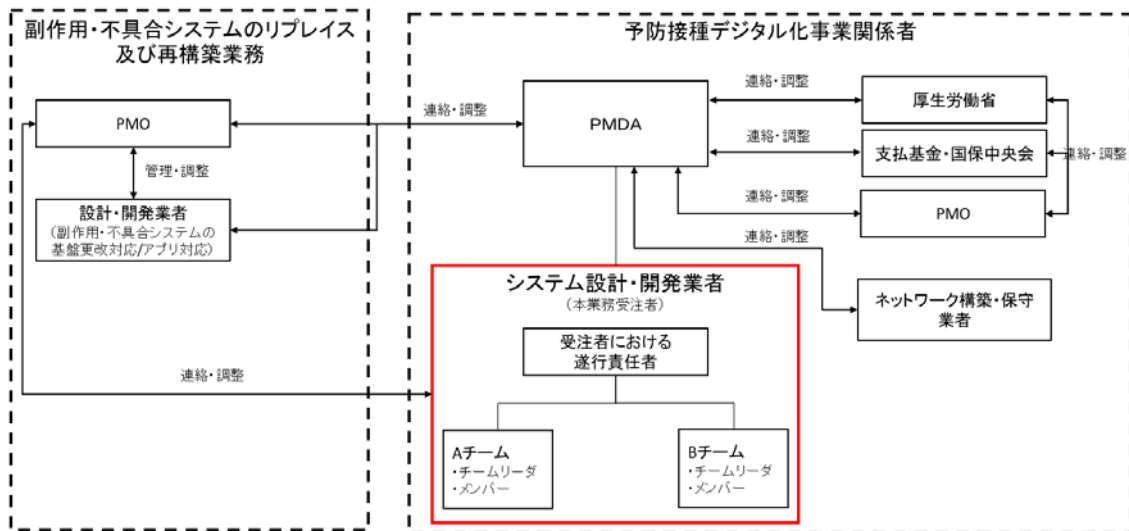 副作用・不具合システムのリプレイス
及び再構築業務
PMO
管理・調整
設計・開発業者
（副作用・不具合システムの
基盤更改対応/アプリ対応）
連絡・調整
連絡・調整
予防接種デジタル化事業関係者
PMDA
連絡・調整
厚生労働省
連絡・調整
支払基金・国保中央会
連絡・調整
連絡・調整
PMO
連絡・調整
ネットワーク構築・保守
業者
システム設計・開発業者
（本業務受注者）
受注者における
遂行責任者
Aチーム
・チームリーダ
・メンバー
Bチーム
・チームリーダ
・メンバー